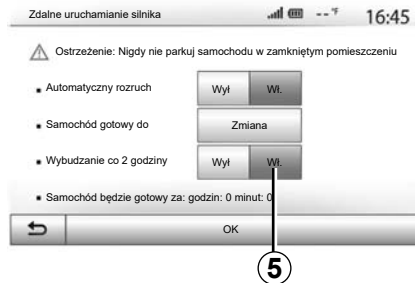 Zdalne uruchamianie silnika --°F 16:45
Ostrzeżenie: Nigdy nie parkuj samochodu w zamkniętym pomieszczeniu
Automatyczny rozruch Wył Wł.
Samochód gotowy do Zmiana
Wybudzanie co 2 godziny Wył Wł.
Samochód będzie gotowy za: godzin: 0 minut: 0
OK
5